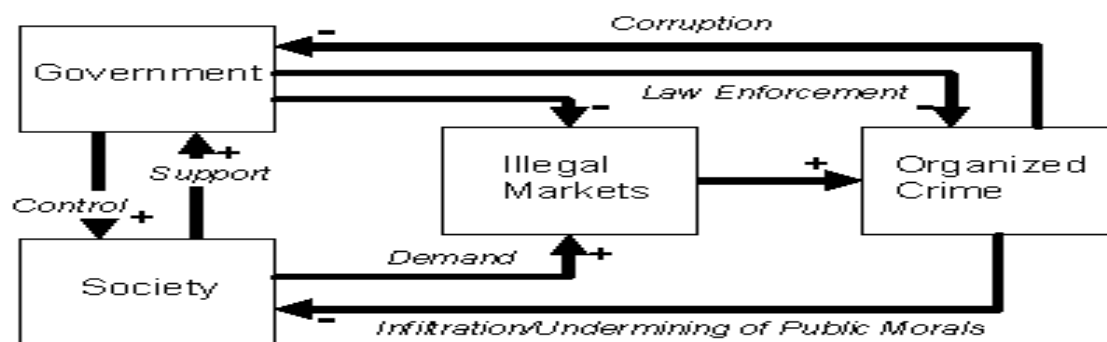 Corruption
-
Government
Law Enforcement
-
-
+
Support
Illegal
Markets
+
Organized
Crime
Control
+
Demand
+
Society
-
Infiltration/Undermining of Public Morals